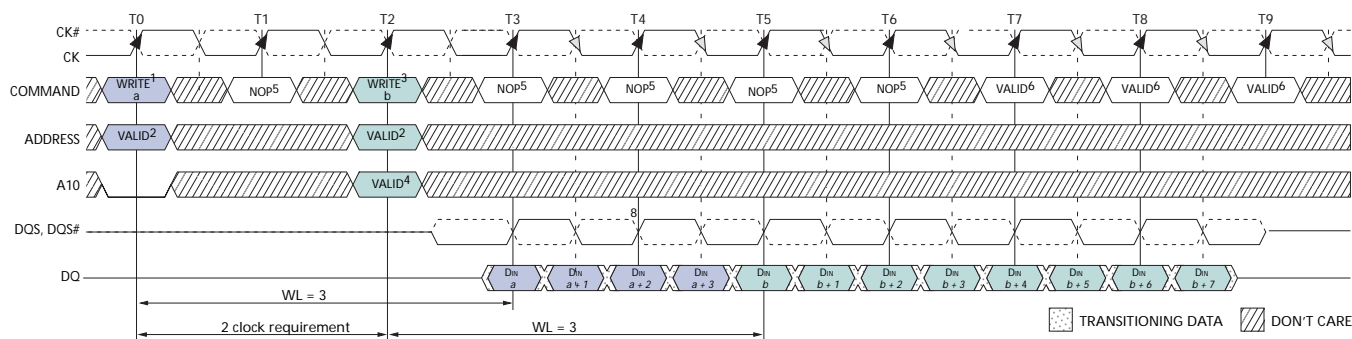 T0 T1 T2 T3 T4 T5 T6 T7 T8 T9
CK#
CK
COMMAND WRITE1 a NOP5 WRITE3 b NOP5 NOP5 NOP5 NOP5 VALID6 VALID6 VALID6
ADDRESS VALID2 VALID2
A10 VALID4
8
DQS, DQS#
DQ DIN a DIN a + 1 DIN a + 2 DIN a + 3 DIN b DIN b + 1 DIN b + 2 DIN b + 3 DIN b + 4 DIN b + 5 DIN b + 6 DIN b + 7
WL = 3
2 clock requirement WL = 3
TRANSITIONING DATA DON'T CARE